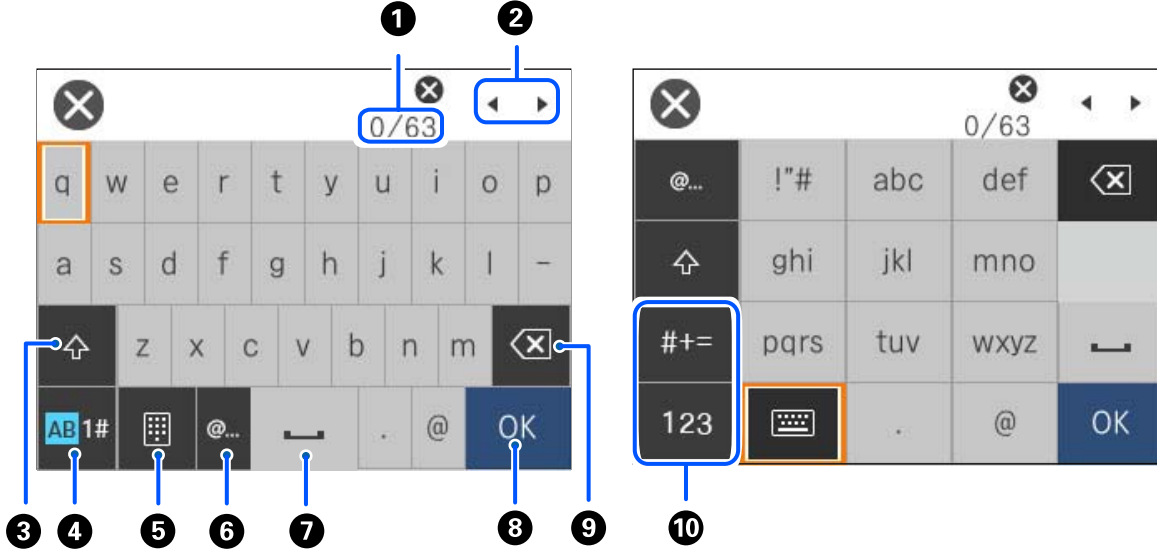 1 2
0/63 0/63
q w e r t y u i o p
@... !"# abc def
a s d f g h j k l -
ghi jkl mno
z x c v b n m
#+= pqrs tuv wxyz
AB 1# @... . @ OK
123 . @ OK
3 4 5 6 7 8 9 10